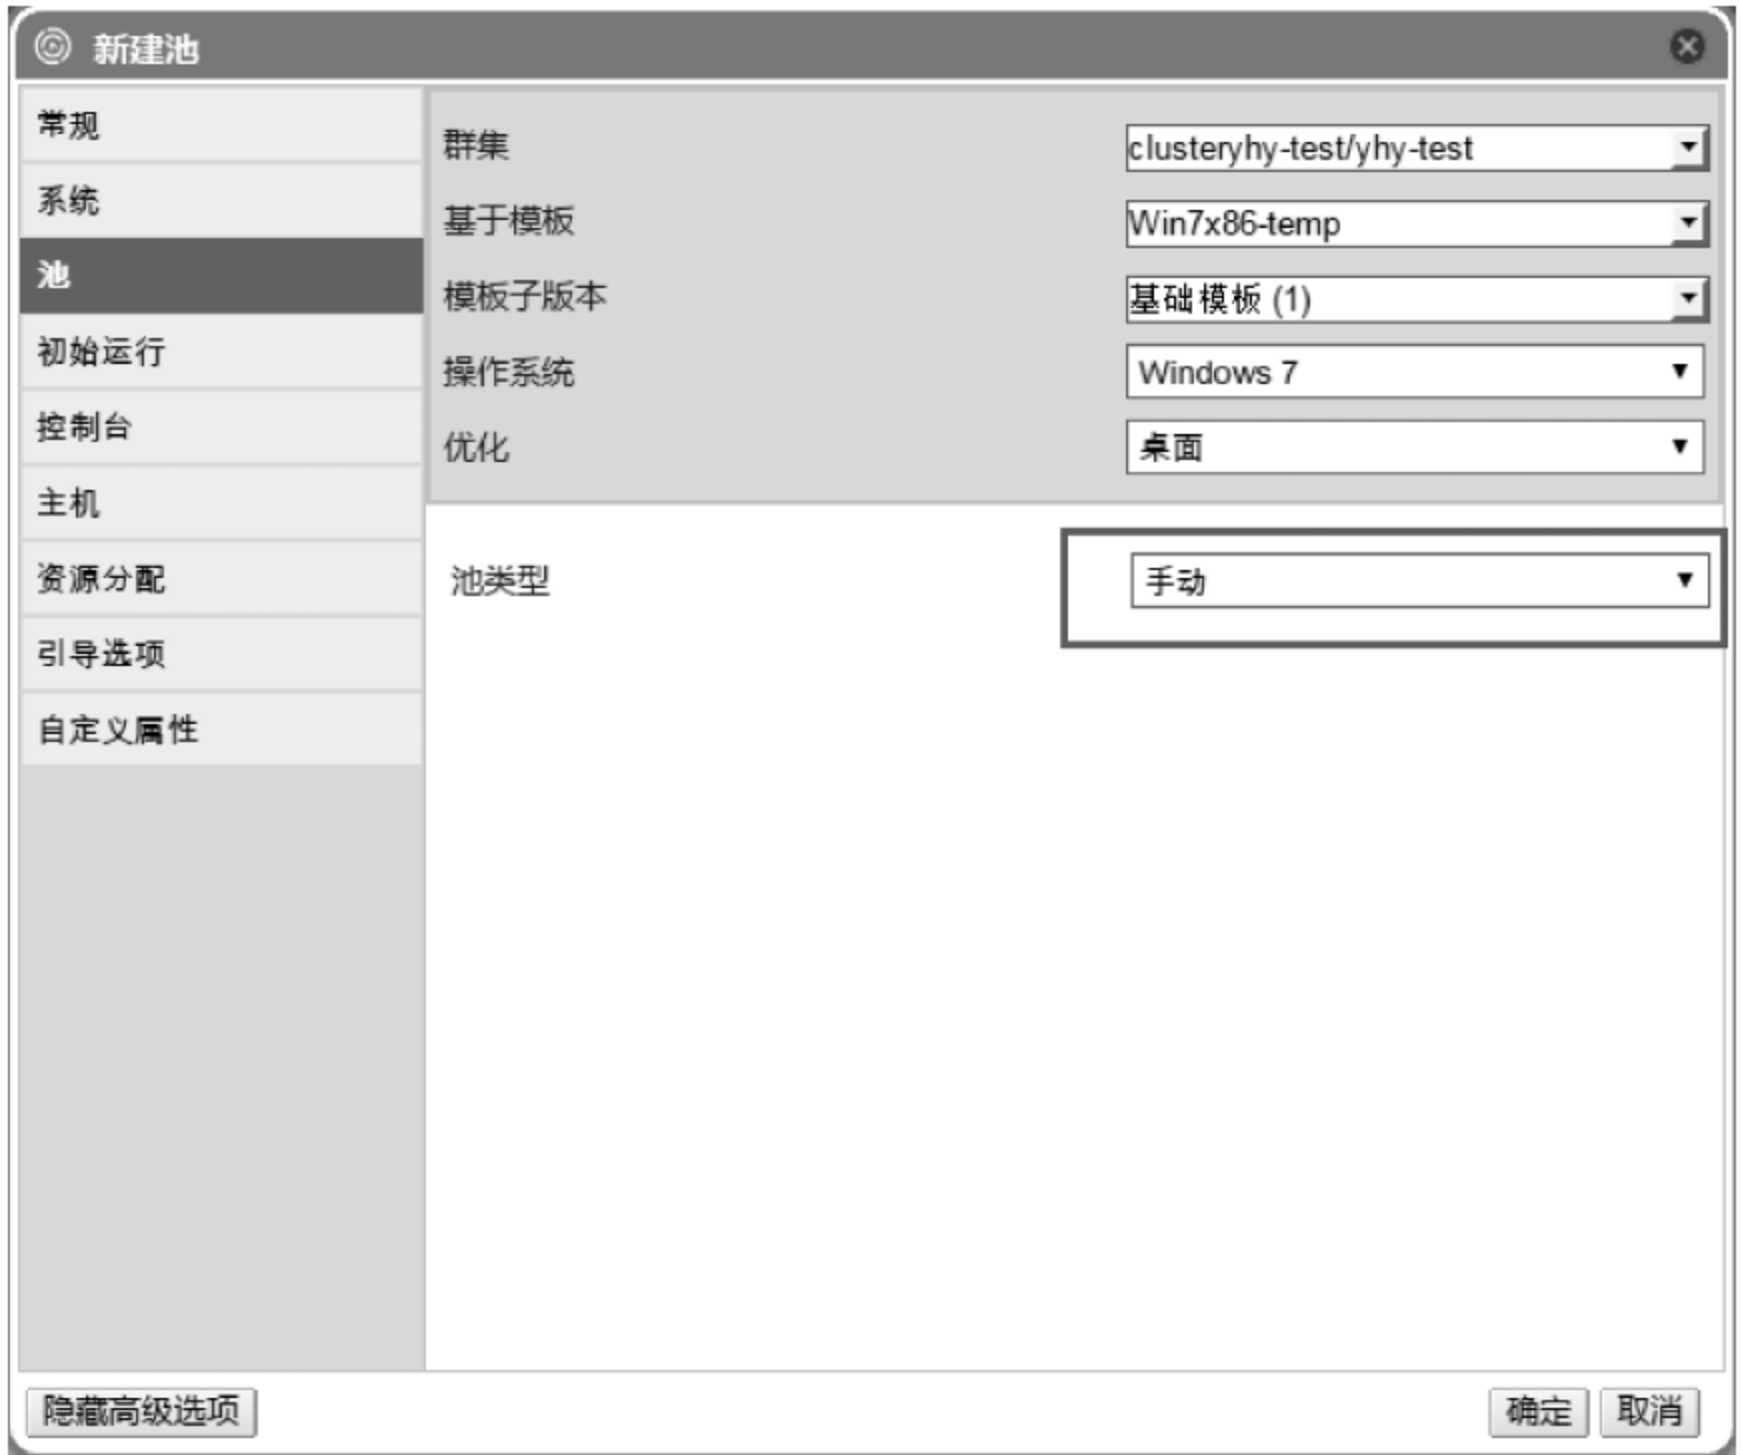 新建池
常规
系统
池
初始运行
控制台
主机
资源分配
引导选项
自定义属性
群集 clusteryhy-test/yhy-test
基于模板 Win7x86-temp
模板子版本 基础模板 (1)
操作系统 Windows 7
优化 桌面
池类型 手动
隐藏高级选项 确定 取消